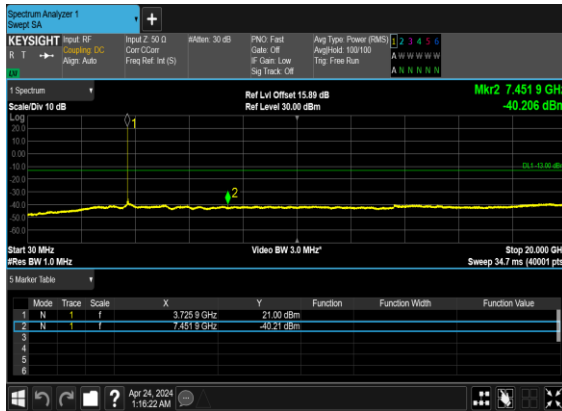 Spectrum Analyzer 1
Swept SA
+
KEYSIGHT Input: RF Input Z: 50 Ω #Atten: 30 dB PNO: Fast Avg Type: Power (RMS) 1 2 3 4 5 6
R T Coupling: DC Corr CCorr Gate: Off Avg|Hold: 100/100 A W W W W W
Align: Auto Freq Ref: Int (S) IF Gain: Low Trig: Free Run
Sig Track: Off A N N N N N
1 Spectrum
Scale/Div 10 dB
Ref Lvl Offset 15.89 dB
Ref Level 30.00 dBm
Mkr2 7.451 9 GHz
-40.206 dBm
Log
1
20.0
10.0
0.00
-10.0
DL1 -13.00 dBm
-20.0
-30.0
2
-40.0
-50.0
-60.0
Start 30 MHz Video BW 3.0 MHz* Stop 20.000 GHz
#Res BW 1.0 MHz Sweep 34.7 ms (40001 pts)
5 Marker Table
Mode Trace Scale X Y Function Function Width Function Value
1 N 1 f 3.725 9 GHz 21.00 dBm
2 N 1 f 7.451 9 GHz -40.21 dBm
3
4
5
6
? Apr 24, 2024
1:16:22 AM